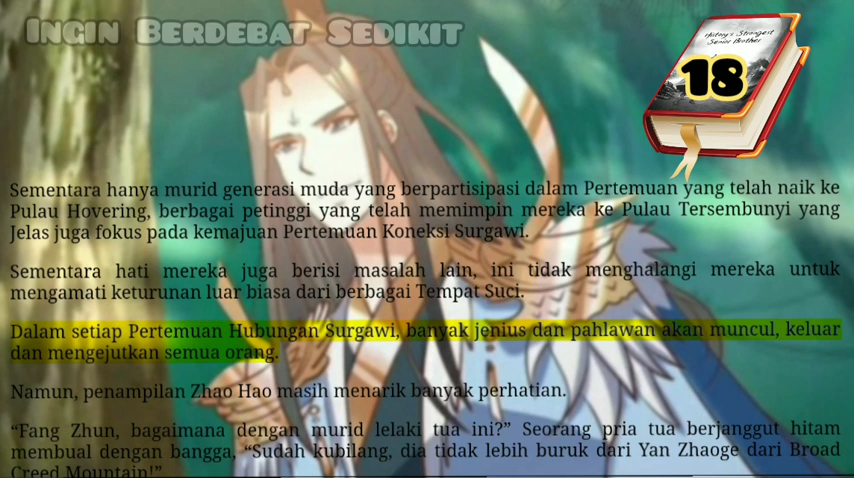 Ingin Berdebat Sedikit
History's Strongest
Senior Brother
18
Sementara hanya murid generasi muda yang berpartisipasi dalam Pertemuan yang telah naik ke
Pulau Hovering, berbagai petinggi yang telah memimpin mereka ke Pulau Tersembunyi yang
Jelas juga fokus pada kemajuan Pertemuan Koneksi Surgawi.
Sementara hati mereka juga berisi masalah lain, ini tidak menghalangi mereka untuk
mengamati keturunan luar biasa dari berbagai Tempat Suci.
Dalam setiap Pertemuan Hubungan Surgawi, banyak jenius dan pahlawan akan muncul, keluar
dan mengejutkan semua orang.
Namun, penampilan Zhao Hao masih menarik banyak perhatian.
“Fang Zhun, bagaimana dengan murid lelaki tua ini?” Seorang pria tua berjanggut hitam
membual dengan bangga, “Sudah kubilang, dia tidak lebih buruk dari Yan Zhaoge dari Broad
Creed Mountain!”